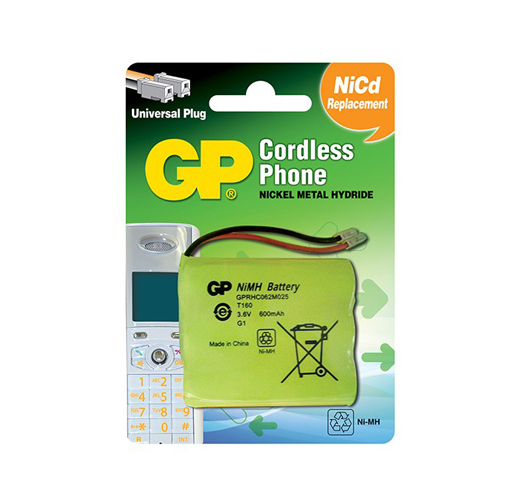 NiCd
Replacement
Universal Plug
GP®
Cordless
Phone
NICKEL METAL HYDRIDE
GP NiMH Battery
GPRHC062M025
T160
3.6V 600mAh
G1
Made in China
Ni-MH
1 2 3
4 5 6
7 8 9
Ni-MH